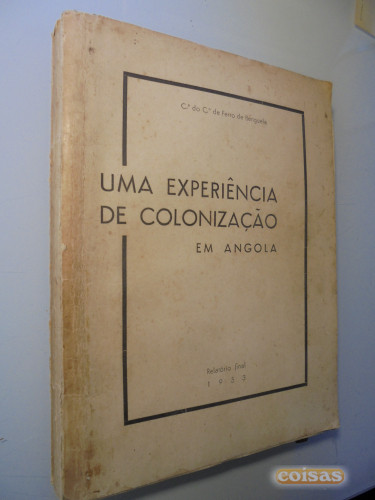 C.ª do C.º de Ferro de Benguela
UMA EXPERIÊNCIA
DE COLONIZAÇÃO
EM ANGOLA
Relatório final
coisas